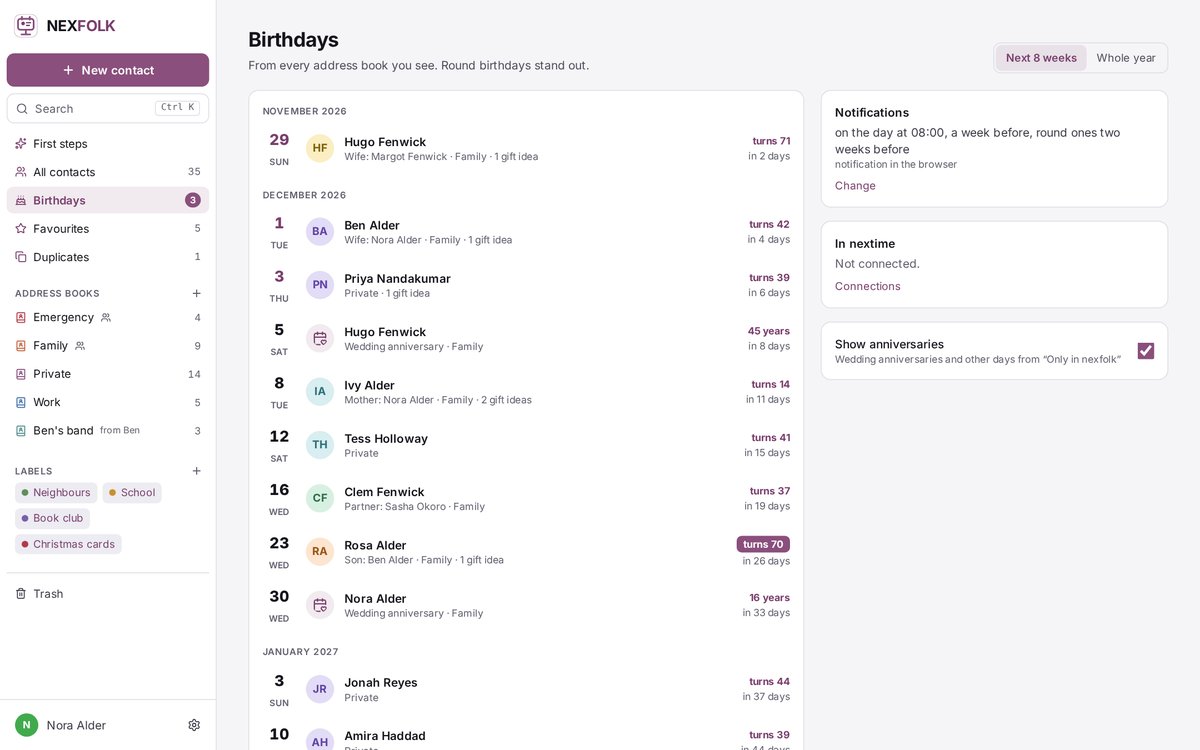 NEXFOLK
New contact
Search Ctrl K
First steps
All contacts 35
Birthdays 3
Favourites 5
Duplicates 1
ADDRESS BOOKS
Emergency 4
Family 9
Private 14
Work 5
Ben's band from Ben 3
LABELS
Neighbours School
Book club
Christmas cards
Trash
N Nora Alder
Birthdays
From every address book you see. Round birthdays stand out.
Next 8 weeks Whole year
NOVEMBER 2026
29 SUN HF Hugo Fenwick turns 71
Wife: Margot Fenwick · Family · 1 gift idea in 2 days
DECEMBER 2026
1 TUE BA Ben Alder turns 42
Wife: Nora Alder · Family · 1 gift idea in 4 days
3 THU PN Priya Nandakumar turns 39
Private · 1 gift idea in 6 days
5 SAT Hugo Fenwick 45 years
Wedding anniversary · Family in 8 days
8 TUE IA Ivy Alder turns 14
Mother: Nora Alder · Family · 2 gift ideas in 11 days
12 SAT TH Tess Holloway turns 41
Private in 15 days
16 WED CF Clem Fenwick turns 37
Partner: Sasha Okoro · Family in 19 days
23 WED RA Rosa Alder turns 70
Son: Ben Alder · Family · 1 gift idea in 26 days
30 WED Nora Alder 16 years
Wedding anniversary · Family in 33 days
JANUARY 2027
3 SUN JR Jonah Reyes turns 44
Private in 37 days
10 AH Amira Haddad turns 39
Private in 44 days
Notifications
on the day at 08:00, a week before, round ones two
weeks before
notification in the browser
Change
In nextime
Not connected.
Connections
Show anniversaries
Wedding anniversaries and other days from “Only in nexfolk”